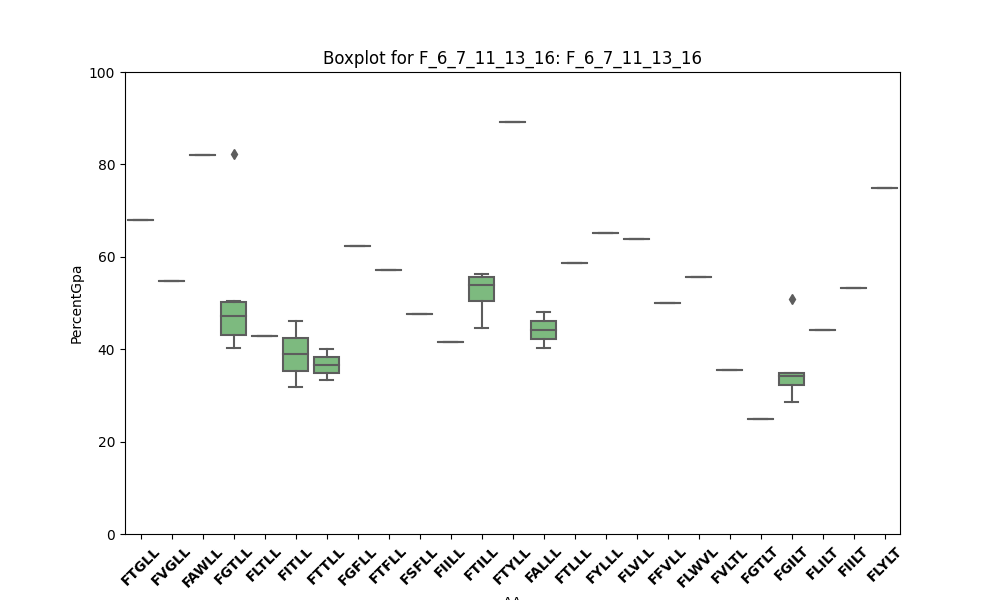 Boxplot for F_6_7_11_13_16: F_6_7_11_13_16
PercentGpa
100
80
60
40
20
0
FTGLL
FVGLL
FAWLL
FGTLL
FLTLL
FITLL
FTTLL
FGFLL
FTFLL
FSFLL
FIILL
FTILL
FTYLL
FALLL
FTLLL
FYLLL
FLVLL
FFVLL
FLWVL
FVLTL
FGTLT
FGILT
FLILT
FIILT
FLYLT